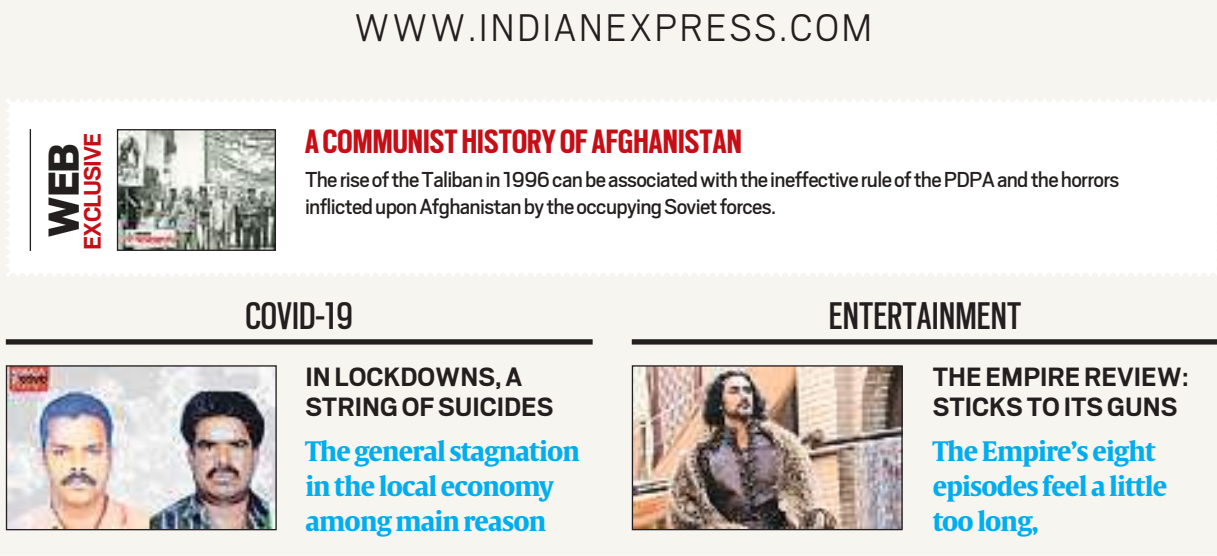 WWW.INDIANEXPRESS.COM
WEB
EXCLUSIVE
A COMMUNIST HISTORY OF AFGHANISTAN
The rise of the Taliban in 1996 can be associated with the ineffective rule of the PDPA and the horrors
inflicted upon Afghanistan by the occupying Soviet forces.
COVID-19
IN LOCKDOWNS, A
STRING OF SUICIDES
The general stagnation
in the local economy
among main reason
ENTERTAINMENT
THE EMPIRE REVIEW:
STICKS TO ITS GUNS
The Empire’s eight
episodes feel a little
too long,